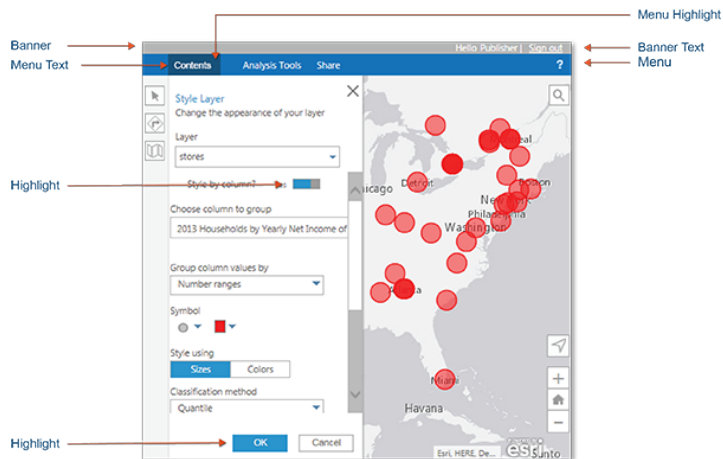 Menu Highlight
Banner
Hello Publisher | Sign out
Banner Text
Menu Text
Contents
Analysis Tools
Share
?
Menu
Style Layer
Change the appearance of your layer
Layer
stores
Highlight
Style by column?
Choose column to group
2013 Households by Yearly Net Income of
Group column values by
Number ranges
Symbol
Style using
Sizes
Colors
Classification method
Quantile
Highlight
OK
Cancel
Detroit
Boston
Washington
Philadelphia
Miami
Havana
Esri, HERE, De...
esri